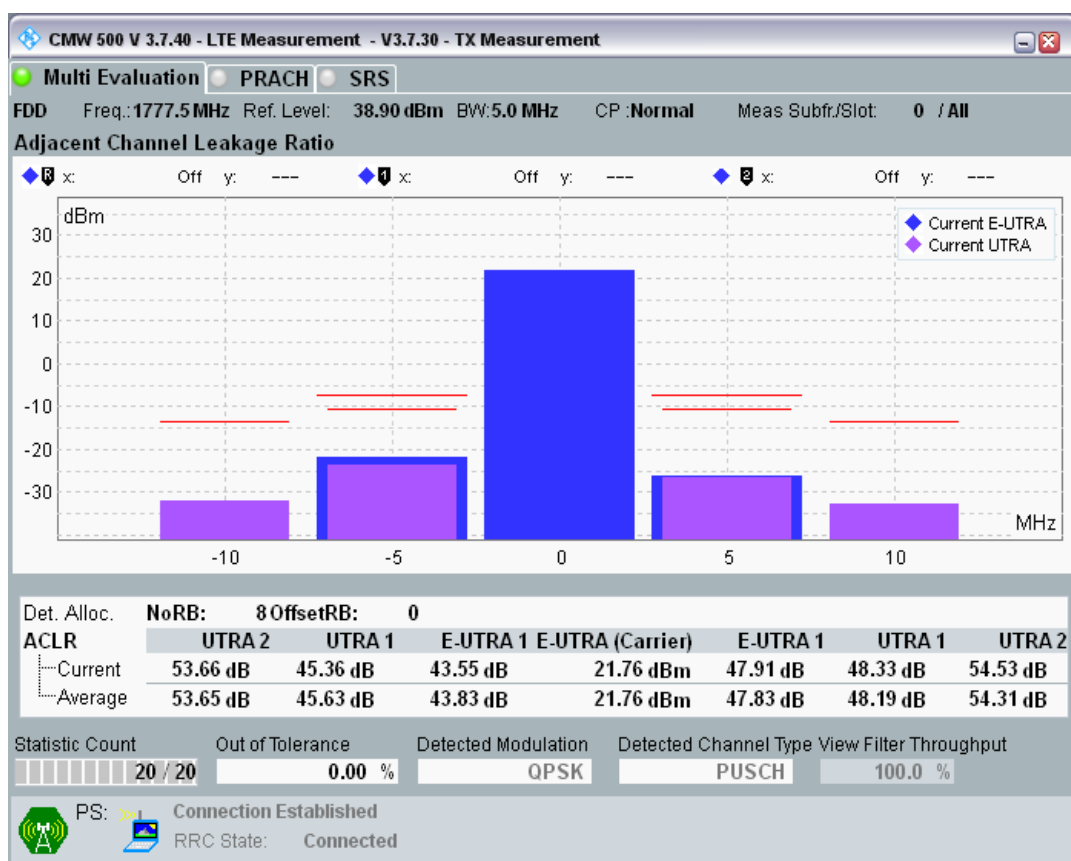 CMW 500 V 3.7.40 - LTE Measurement - V3.7.30 - TX Measurement
Multi Evaluation PRACH SRS
FDD Freq.: 1777.5 MHz Ref. Level: 38.90 dBm BW: 5.0 MHz CP : Normal Meas Subfr./Slot: 0 / All
Adjacent Channel Leakage Ratio
R x: Off y: --- 1 x: Off y: --- 2 x: Off y: ---
dBm
Current E-UTRA
Current UTRA
30
20
10
0
-10
-20
-30
MHz
-10 -5 0 5 10
Det. Alloc. NoRB: 8 OffsetRB: 0
ACLR UTRA 2 UTRA 1 E-UTRA 1 E-UTRA (Carrier) E-UTRA 1 UTRA 1 UTRA 2
Current 53.66 dB 45.36 dB 43.55 dB 21.76 dBm 47.91 dB 48.33 dB 54.53 dB
Average 53.65 dB 45.63 dB 43.83 dB 21.76 dBm 47.83 dB 48.19 dB 54.31 dB
Statistic Count Out of Tolerance Detected Modulation Detected Channel Type View Filter Throughput
20 / 20 0.00 % QPSK PUSCH 100.0 %
PS: Connection Established
RRC State: Connected